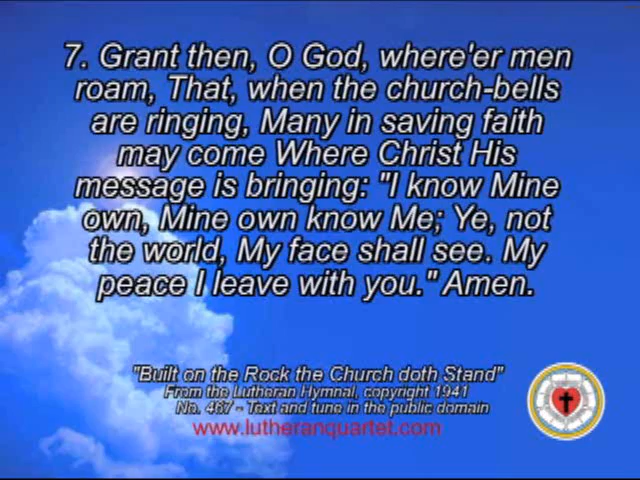 7. Grant then, O God, where'er men
roam, That, when the church-bells
are ringing, Many in saving faith
may come Where Christ His
message is bringing: "I know Mine
own, Mine own know Me; Ye, not
the world, My face shall see. My
peace I leave with you." Amen.
"Built on the Rock the Church doth Stand"
From the Lutheran Hymnal, copyright 1941
No. 467 - Text and tune in the public domain
www.lutheranquartet.com